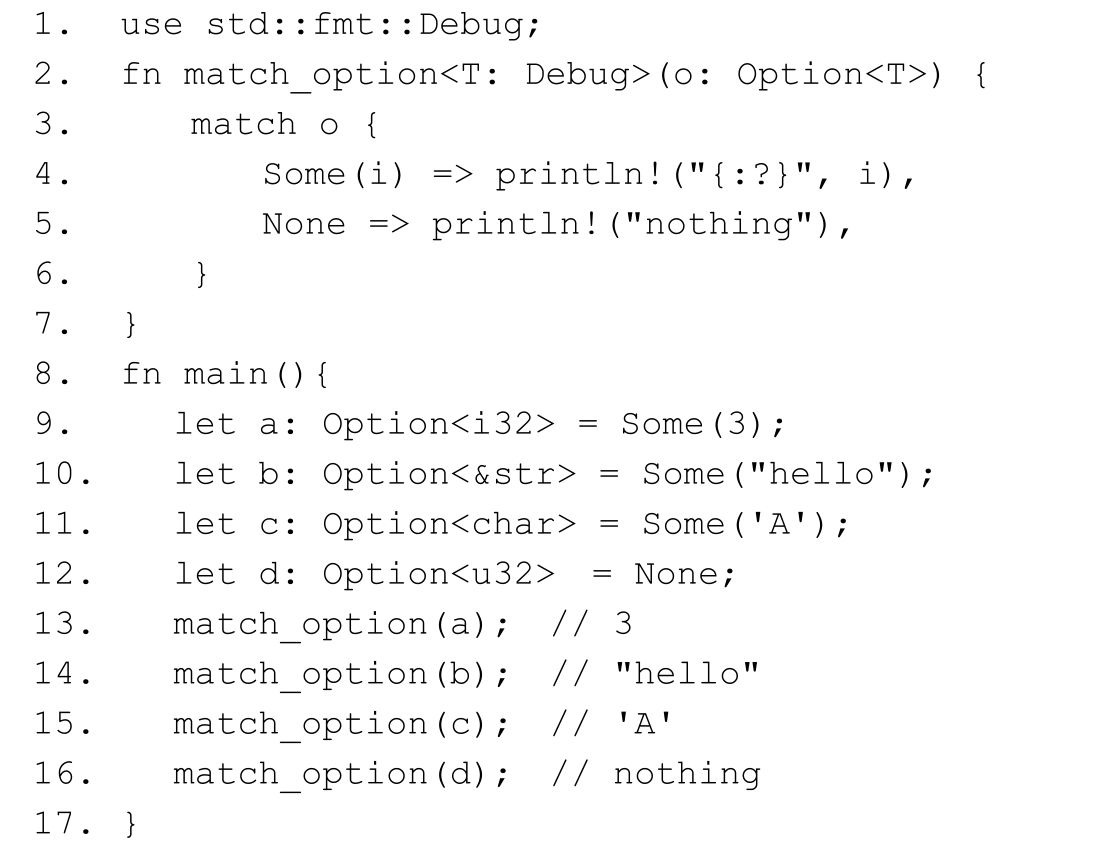 1. use std::fmt::Debug;
2. fn match_option<T: Debug>(o: Option<T>) {
3. match o {
4. Some(i) => println!("{:?}", i),
5. None => println!("nothing"),
6. }
7. }
8. fn main(){
9. let a: Option<i32> = Some(3);
10. let b: Option<&str> = Some("hello");
11. let c: Option<char> = Some('A');
12. let d: Option<u32> = None;
13. match_option(a); // 3
14. match_option(b); // "hello"
15. match_option(c); // 'A'
16. match_option(d); // nothing
17. }